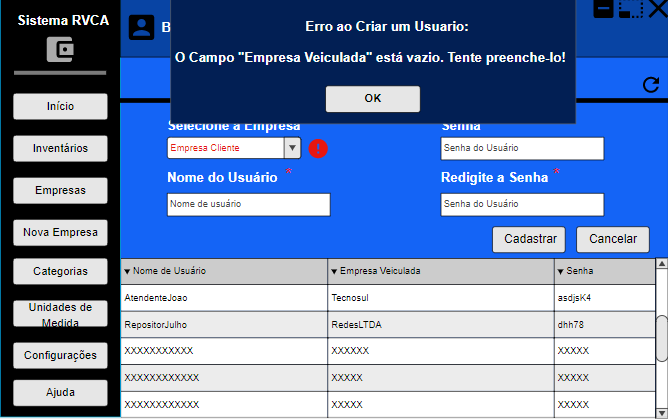 Sistema RVCA
Início
Inventários
Empresas
Nova Empresa
Categorias
Unidades de
Medida
Configurações
Ajuda
B
Erro ao Criar um Usuario:
O Campo "Empresa Veiculada" está vazio. Tente preenche-lo!
OK
Selecione a Empresa
Senha
Empresa Cliente
Senha do Usuário
Nome do Usuário *
Redigite a Senha *
Nome de usuário
Senha do Usuário
Cadastrar
Cancelar
▼ Nome de Usuário ▼ Empresa Veiculada ▼ Senha
AtendenteJoao Tecnosul asdjsK4
RepositorJulho RedesLTDA dhh78
XXXXXXXXXXX XXXXXX XXXXX
XXXXXXXXXXXX XXXXX XXXXX
XXXXXXXXXXXX XXXXX XXXXX